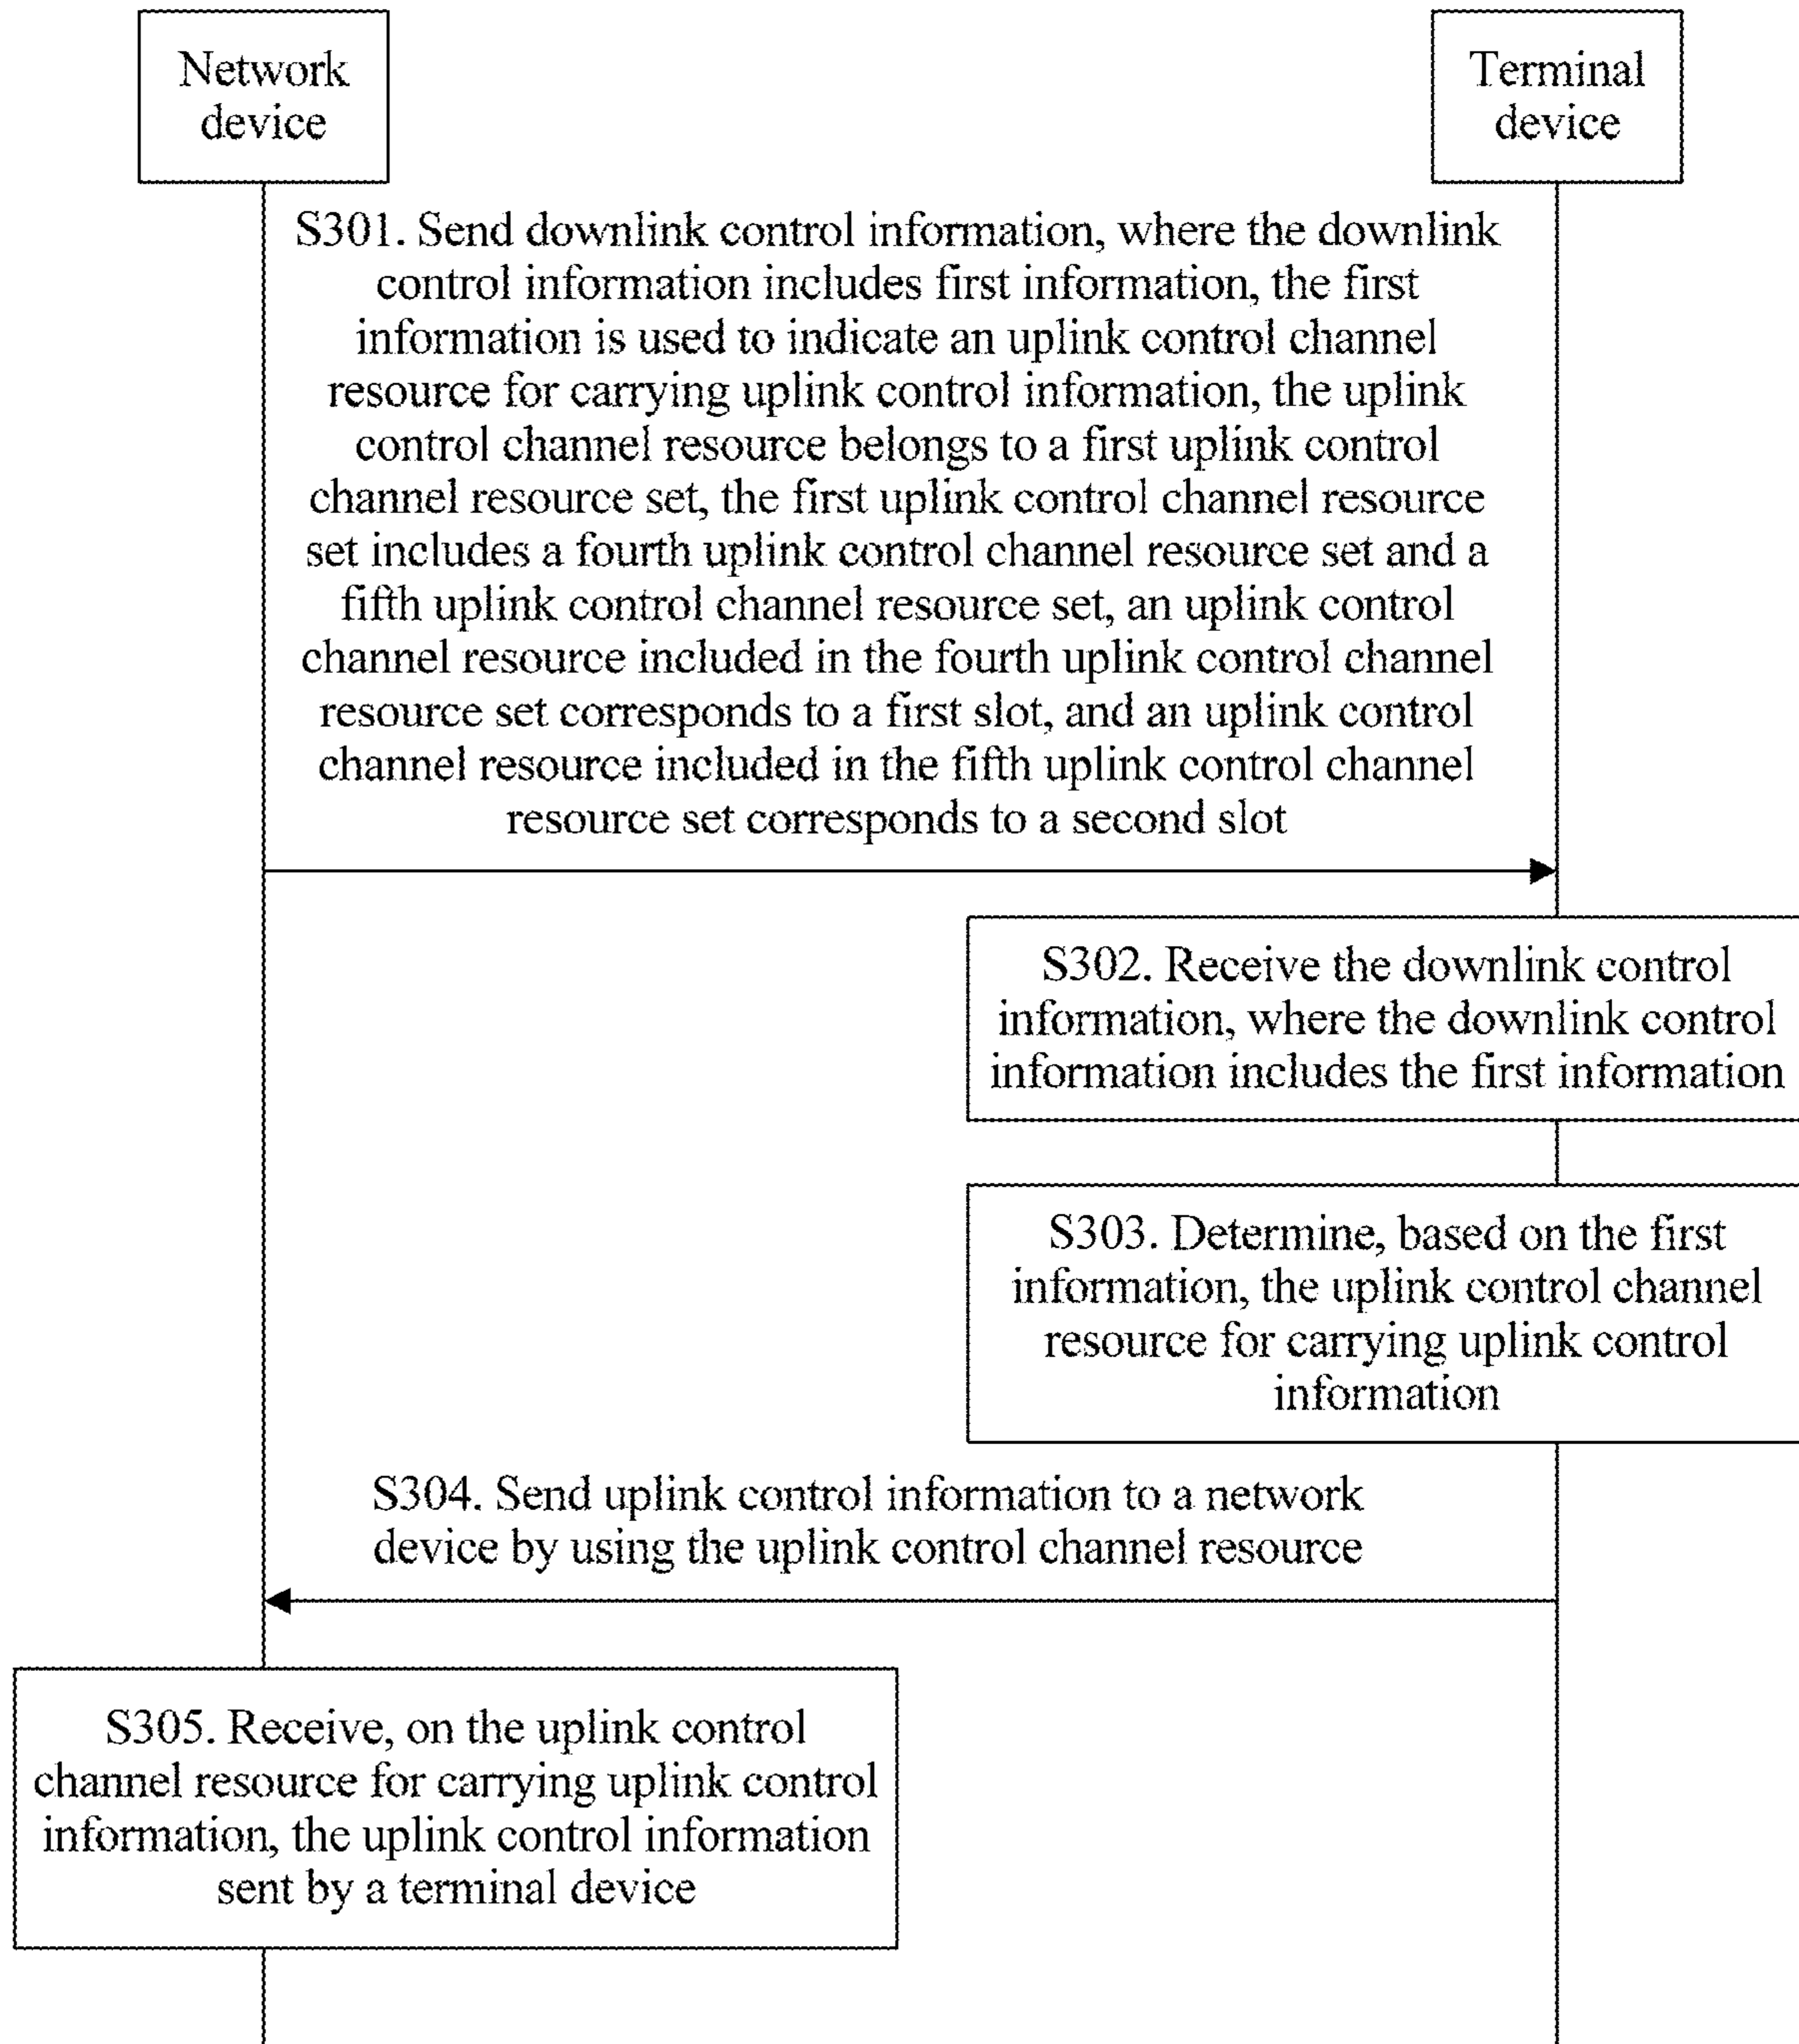 Network
device
Terminal
device
S301. Send downlink control information, where the downlink
control information includes first information, the first
information is used to indicate an uplink control channel
resource for carrying uplink control information, the uplink
control channel resource belongs to a first uplink control
channel resource set, the first uplink control channel resource
set includes a fourth uplink control channel resource set and a
fifth uplink control channel resource set, an uplink control
channel resource included in the fourth uplink control channel
resource set corresponds to a first slot, and an uplink control
channel resource included in the fifth uplink control channel
resource set corresponds to a second slot
S302. Receive the downlink control
information, where the downlink control
information includes the first information
S303. Determine, based on the first
information, the uplink control channel
resource for carrying uplink control
information
S304. Send uplink control information to a network
device by using the uplink control channel resource
S305. Receive, on the uplink control
channel resource for carrying uplink control
information, the uplink control information
sent by a terminal device